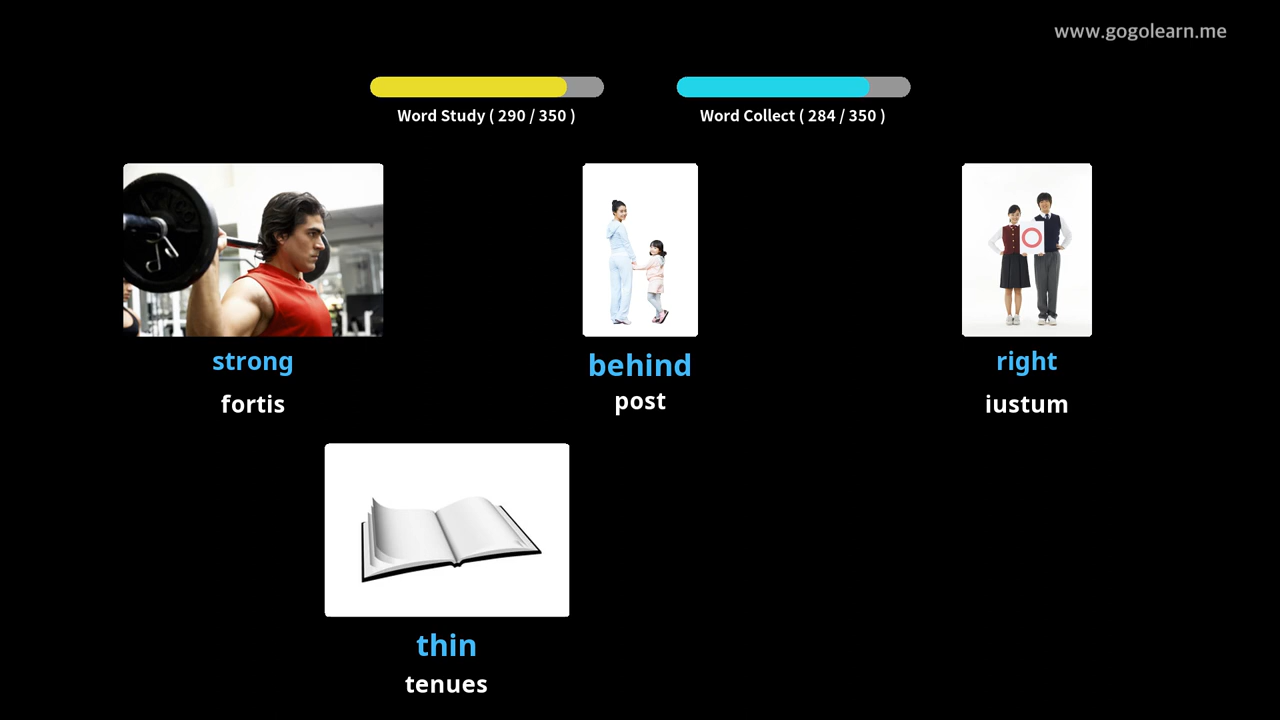 www.gogolearn.me
Word Study ( 290 / 350 )
Word Collect ( 284 / 350 )
strong
fortis
behind
post
right
iustum
thin
tenues